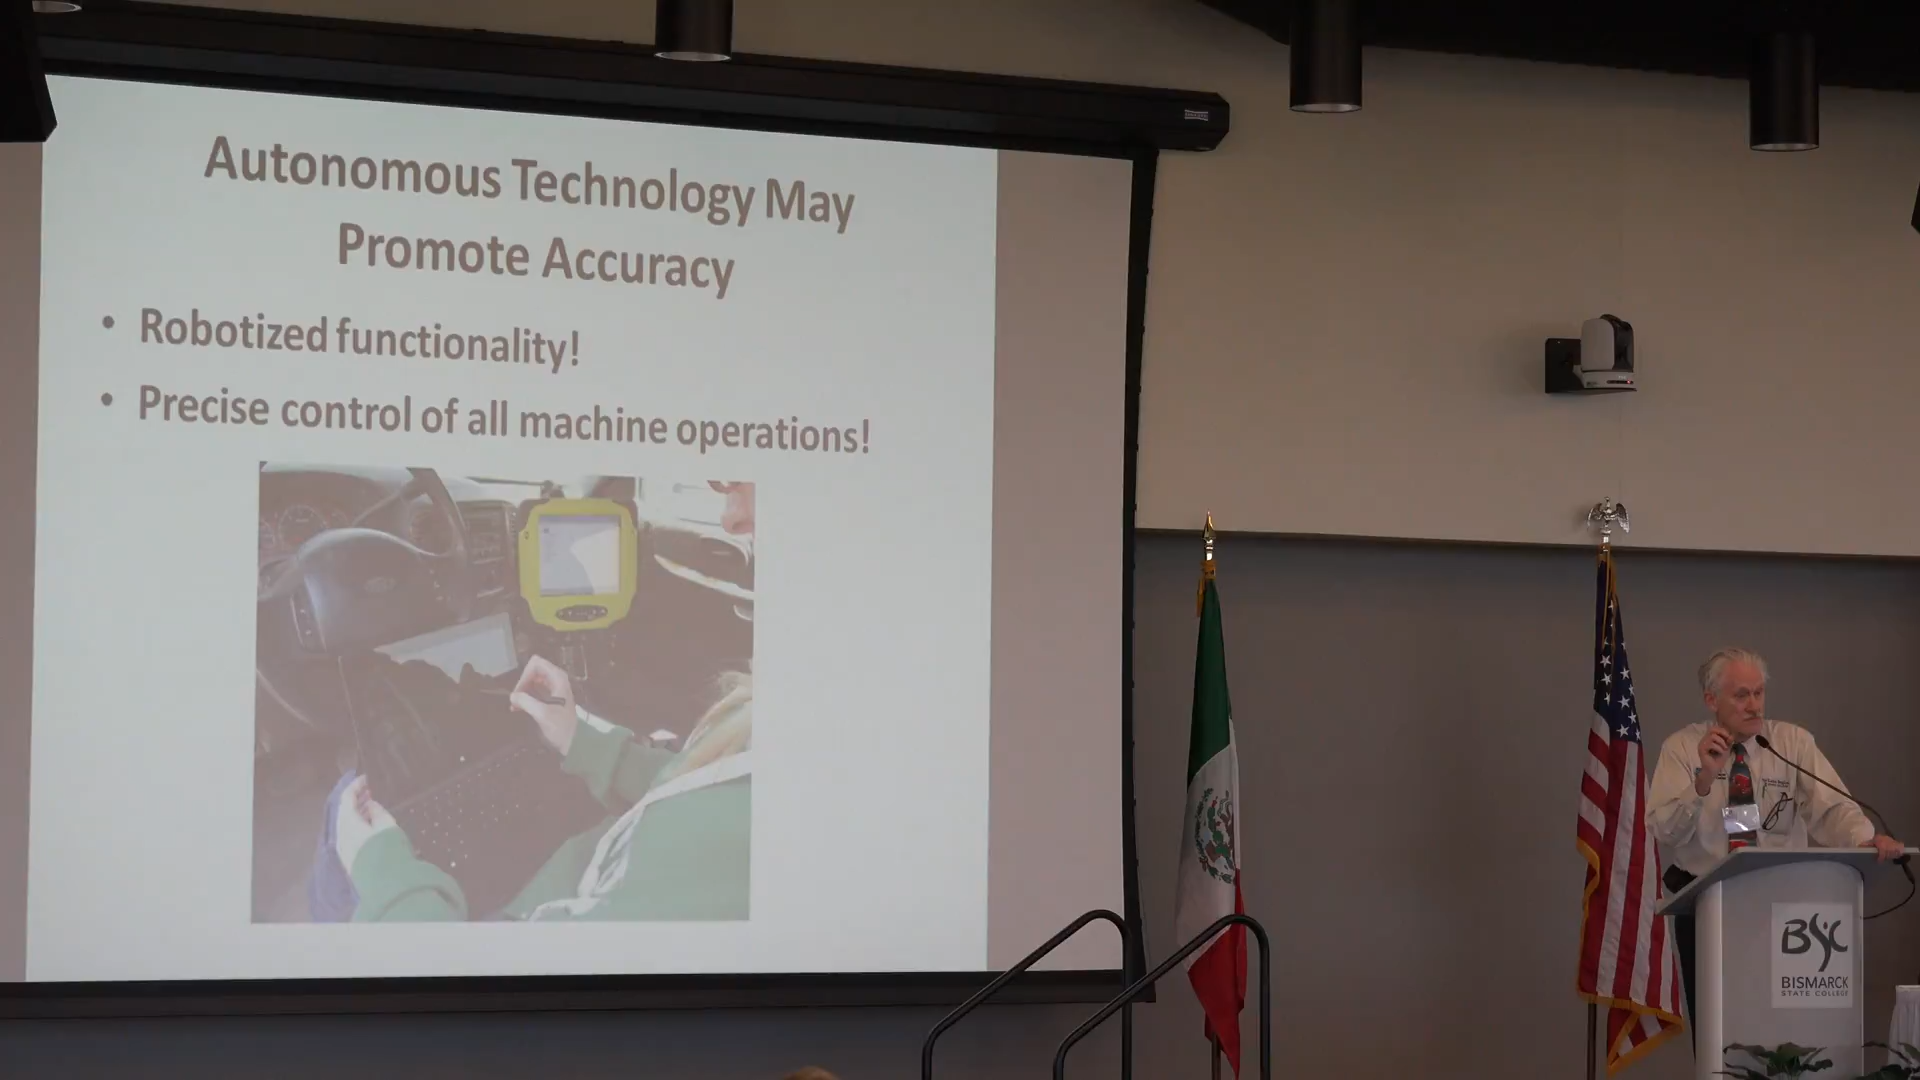 Autonomous Technology May
Promote Accuracy
• Robotized functionality!
• Precise control of all machine operations!
BSC
BISMARCK
STATE COLLEGE